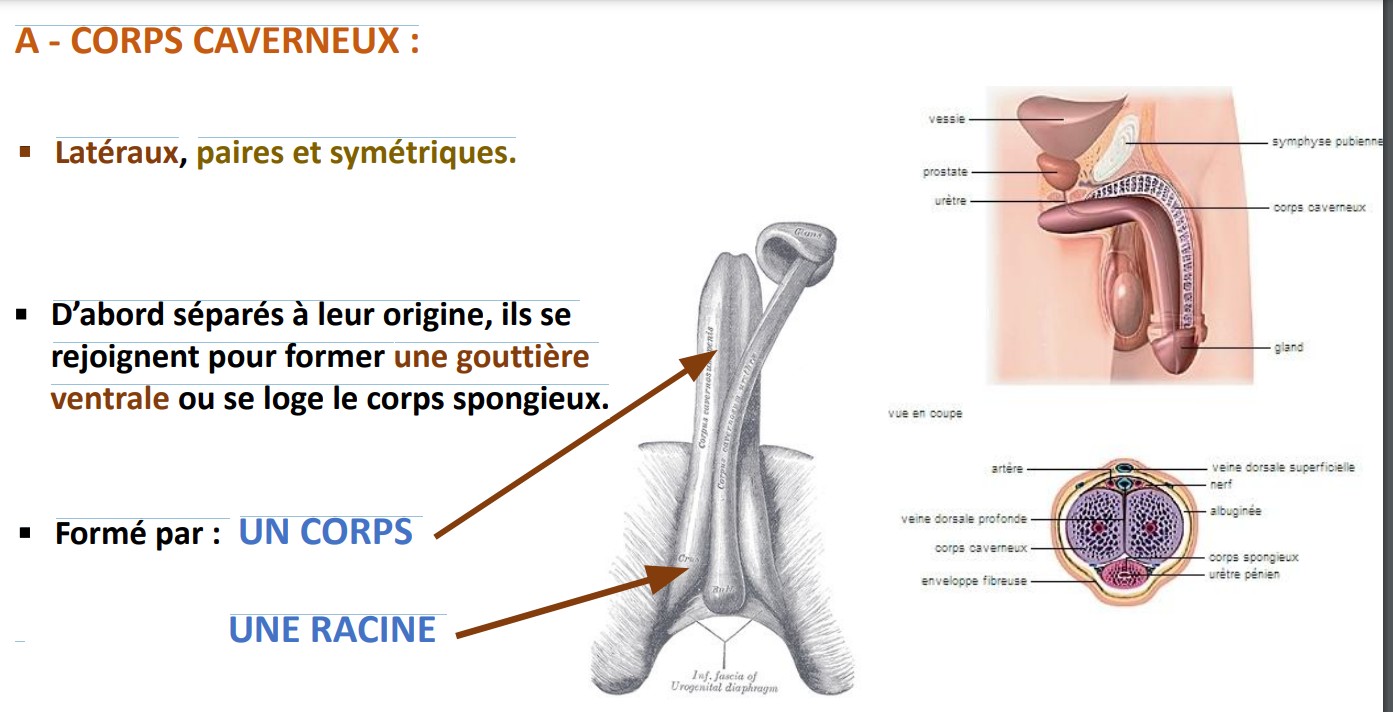 A - CORPS CAVERNEUX :
▪ Latéraux, paires et symétriques.
▪ D’abord séparés à leur origine, ils se
rejoignent pour former une gouttière
ventrale ou se loge le corps spongieux.
▪ Formé par : UN CORPS
UNE RACINE
Glans
Corpus cavernosum penis
Corpus cavernosum urethræ
Crus
Bulb
Inf. fascia of
Urogenital diaphragm
vessie
symphyse pubienne
prostate
urètre
corps caverneux
gland
vue en coupe
artère
veine dorsale superficielle
nerf
albuginée
veine dorsale profonde
corps caverneux
corps spongieux
urètre pénien
enveloppe fibreuse